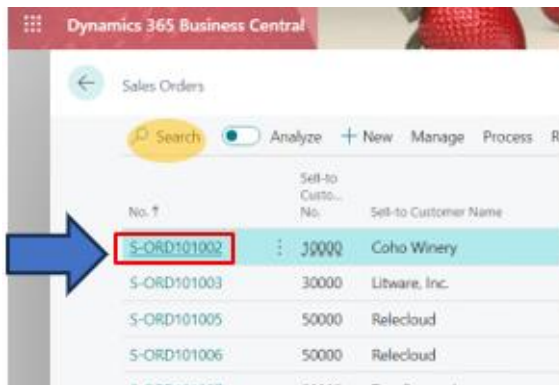 Dynamics 365 Business Central
Sales Orders
Search Analyze + New Manage Process R
No. ↑ Sell-to Custo... No. Sell-to Customer Name
S-ORD101002 10000 Coho Winery
S-ORD101003 30000 Litware, Inc.
S-ORD101005 50000 Relecloud
S-ORD101006 50000 Relecloud